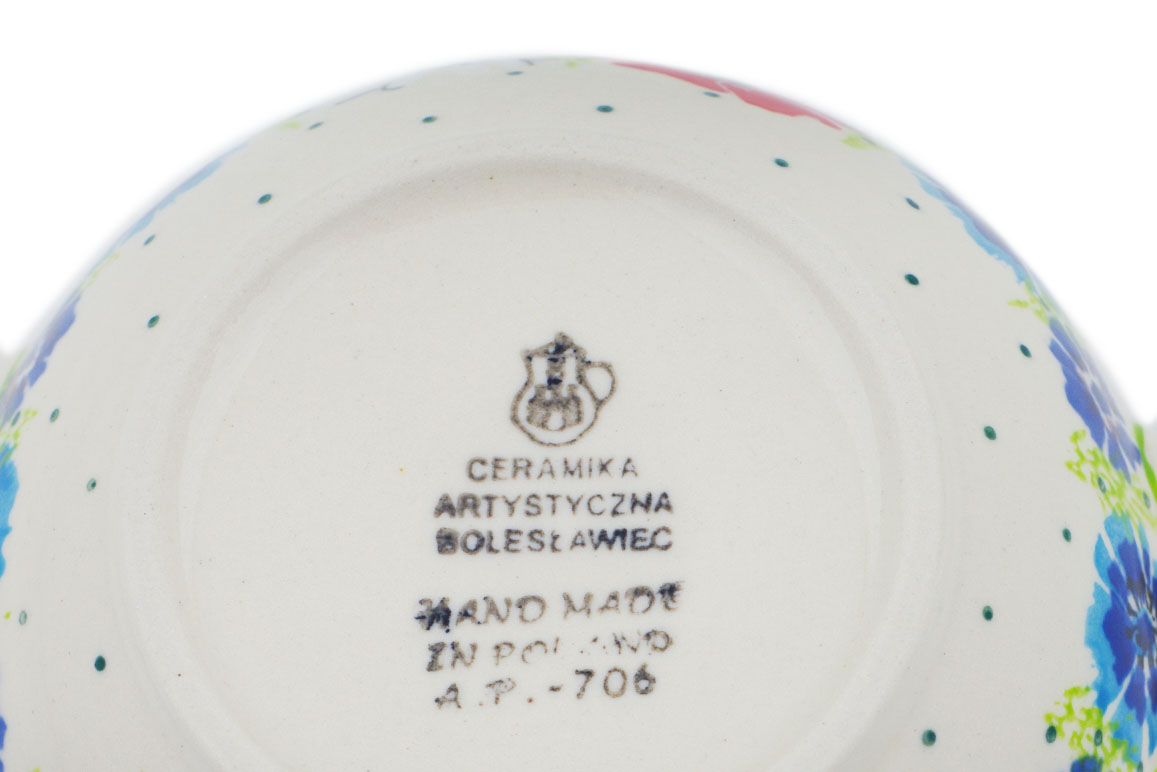 CERAMIKA
ARTYSTYCZNA
BOLESŁAWIEC
HAND MADE
IN POLAND
A.P.-706